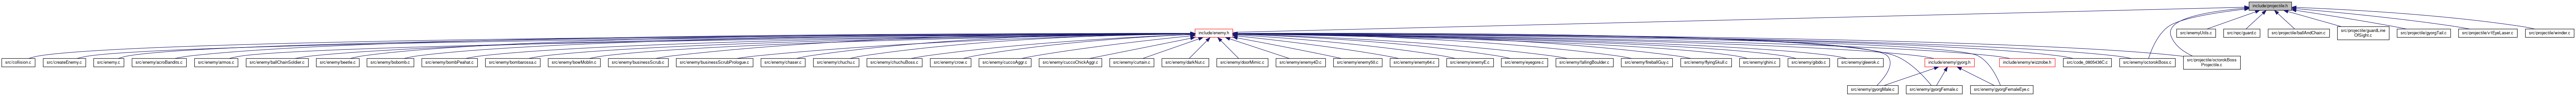 include/projectile.h
include/enemy.h
src/enemyUtils.c
src/npc/guard.c
src/projectile/ballAndChain.c
src/projectile/guardLine
OfSight.c
src/projectile/gyorgTail.c
src/projectile/v1EyeLaser.c
src/projectile/winder.c
src/collision.c
src/createEnemy.c
src/enemy.c
src/enemy/acroBandits.c
src/enemy/armos.c
src/enemy/ballChainSoldier.c
src/enemy/beetle.c
src/enemy/bobomb.c
src/enemy/bombPeahat.c
src/enemy/bombarossa.c
src/enemy/bowMoblin.c
src/enemy/businessScrub.c
src/enemy/businessScrubPrologue.c
src/enemy/chaser.c
src/enemy/chuchu.c
src/enemy/chuchuBoss.c
src/enemy/crow.c
src/enemy/cuccoAggr.c
src/enemy/cuccoChickAggr.c
src/enemy/curtain.c
src/enemy/darkNut.c
src/enemy/doorMimic.c
src/enemy/enemy4D.c
src/enemy/enemy50.c
src/enemy/enemy64.c
src/enemy/enemyE.c
src/enemy/eyegore.c
src/enemy/fallingBoulder.c
src/enemy/fireballGuy.c
src/enemy/flyingSkull.c
src/enemy/ghini.c
src/enemy/gibdo.c
src/enemy/gleerok.c
include/enemy/gyorg.h
include/enemy/wizzrobe.h
src/code_0805436C.c
src/enemy/octorokBoss.c
src/projectile/octorokBoss
Projectile.c
src/enemy/gyorgMale.c
src/enemy/gyorgFemale.c
src/enemy/gyorgFemaleEye.c